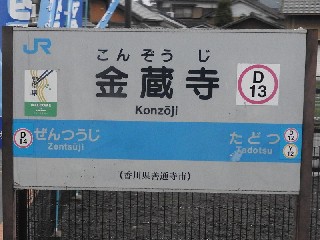 JR
こんぞうじ
金蔵寺
Konzōji
D
13
D
14
ぜんつうじ
Zentsūji
たどつ
Tadotsu
D
12
Y
12
(香川県善通寺市)